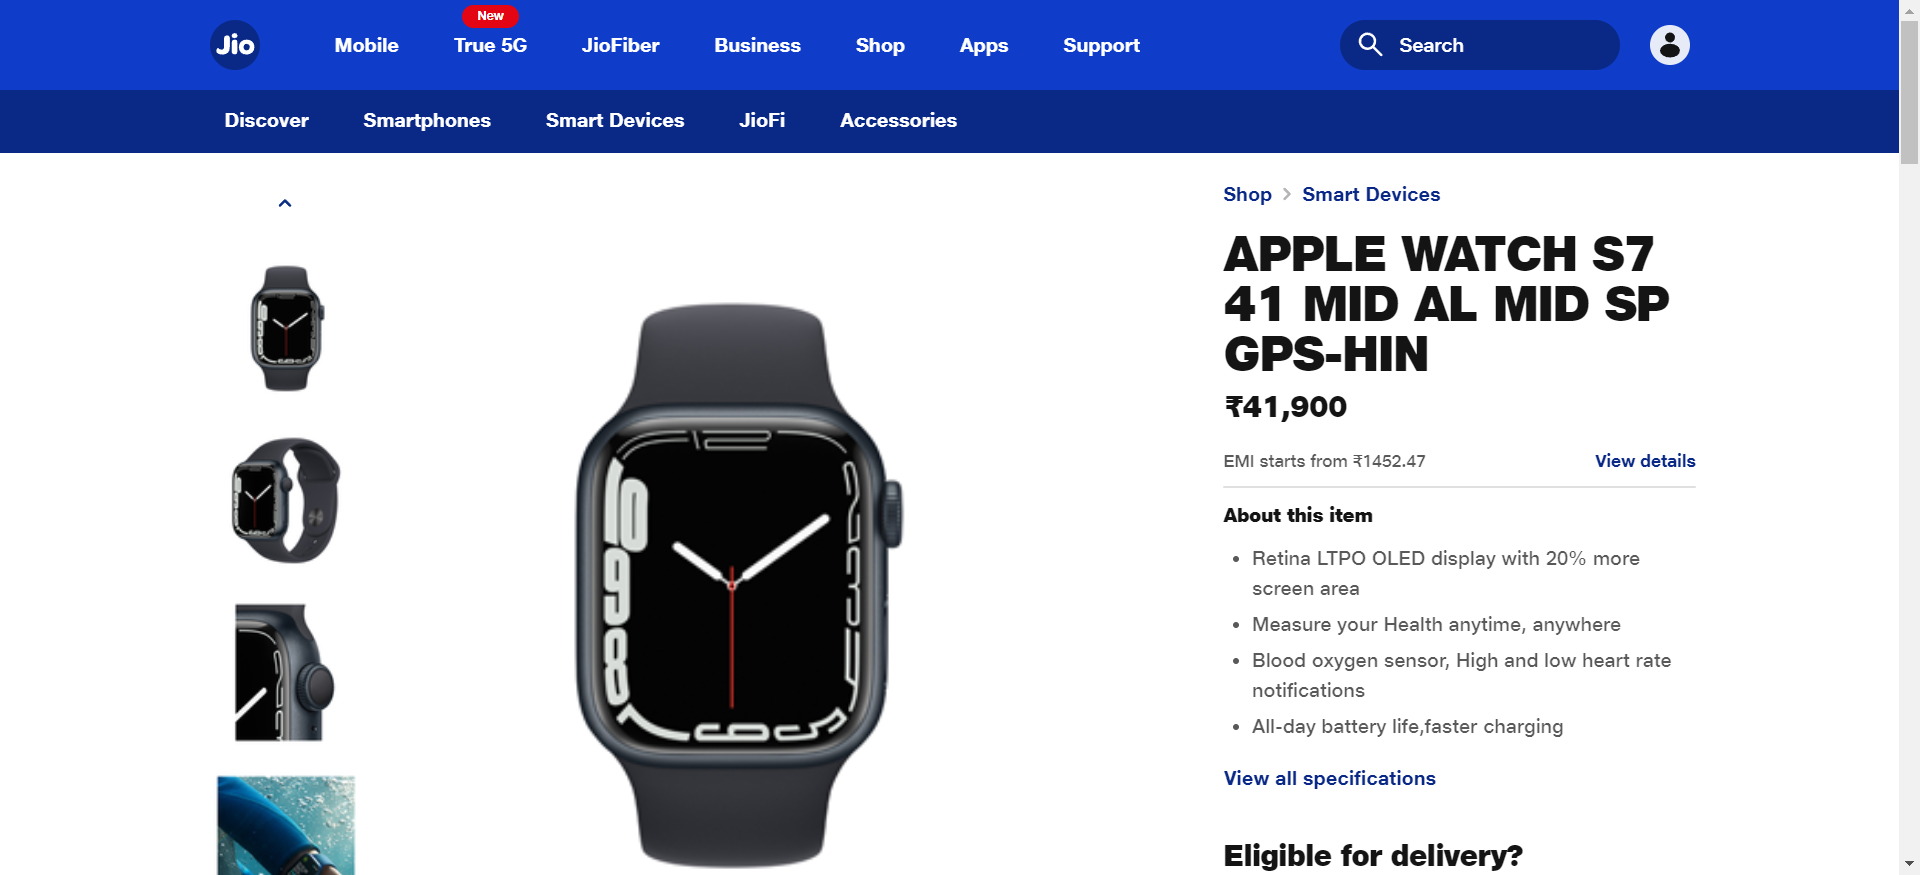 New
Jio
Mobile
True 5G
JioFiber
Business
Shop
Apps
Support
Search
Discover
Smartphones
Smart Devices
JioFi
Accessories
Shop
Smart Devices
APPLE WATCH S7
41 MID AL MID SP
GPS-HIN
₹41,900
EMI starts from ₹1452.47
View details
About this item
• Retina LTPO OLED display with 20% more
screen area
• Measure your Health anytime, anywhere
• Blood oxygen sensor, High and low heart rate
notifications
• All-day battery life,faster charging
View all specifications
Eligible for delivery?